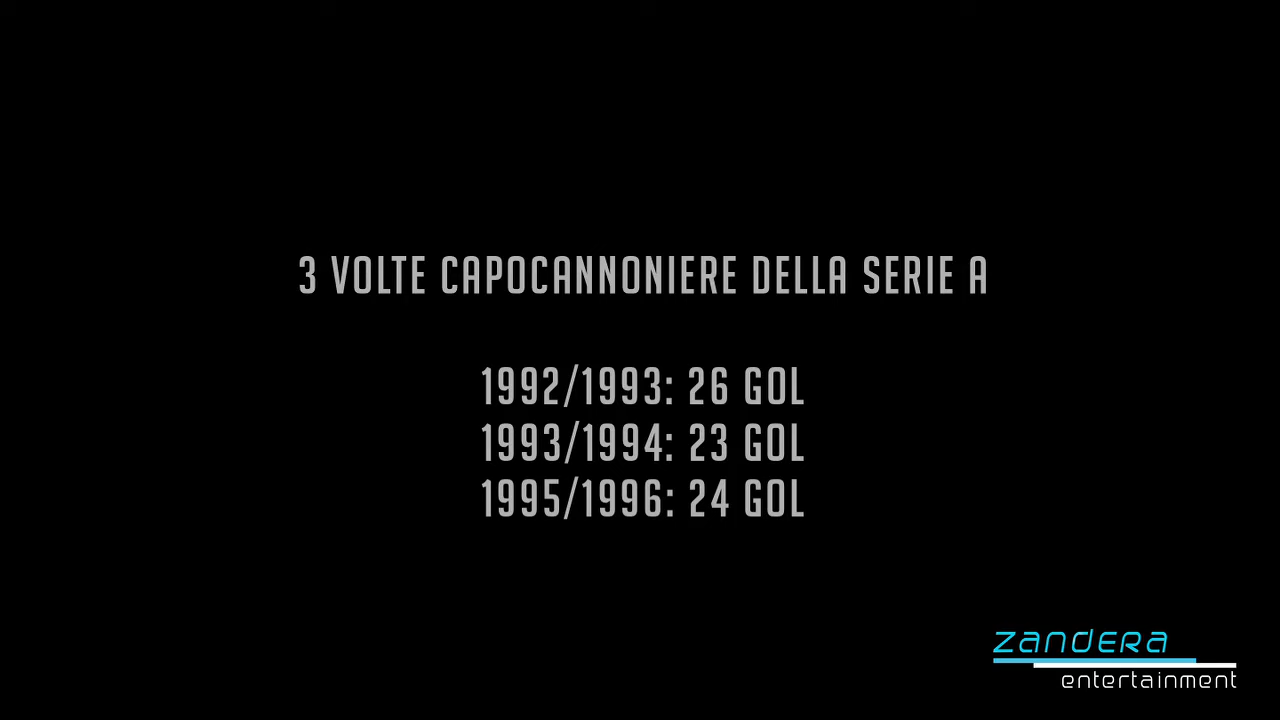 3 VOLTE CAPOCANNONIERE DELLA SERIE A
1992/1993: 26 GOL
1993/1994: 23 GOL
1995/1996: 24 GOL
zandera
entertainment